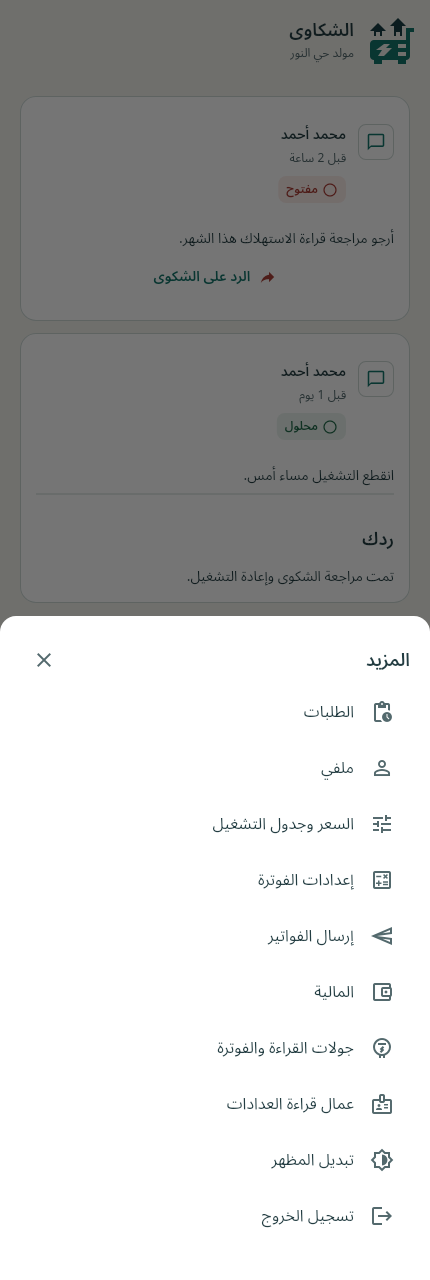 الشكاوى
مولد حي النور
محمد أحمد
قبل 2 ساعة
مفتوح
أرجو مراجعة قراءة الاستهلاك هذا الشهر.
الرد على الشكوى
محمد أحمد
قبل 1 يوم
محلول
انقطع التشغيل مساء أمس.
ردك
تمت مراجعة الشكوى وإعادة التشغيل.
المزيد
الطلبات
ملفي
السعر وجدول التشغيل
إعدادات الفوترة
إرسال الفواتير
المالية
جولات القراءة والفوترة
عمال قراءة العدادات
تبديل المظهر
تسجيل الخروج